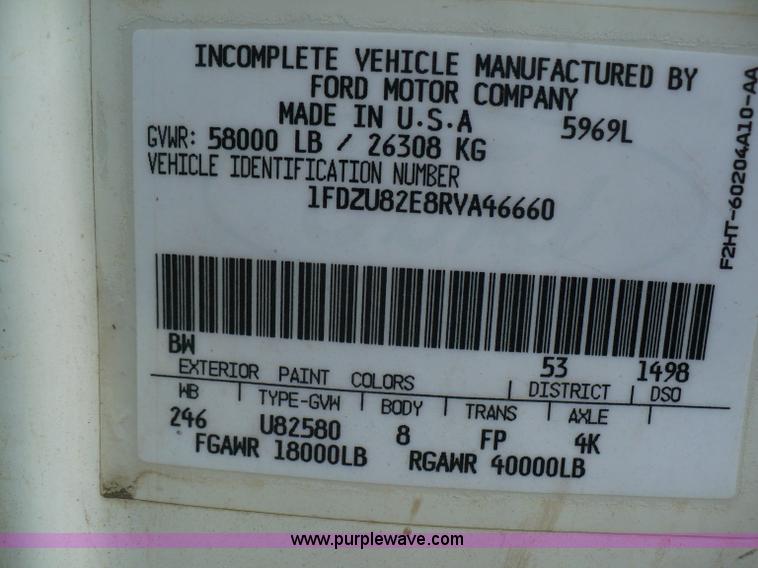 INCOMPLETE VEHICLE MANUFACTURED BY
FORD MOTOR COMPANY
MADE IN U.S.A 5969L
GVWR: 58000 LB / 26308 KG
VEHICLE IDENTIFICATION NUMBER
1FDZU82E8RVA46660
F2HT-60204A10-AA
BW 53 1498
EXTERIOR PAINT COLORS DISTRICT DSO
WB TYPE-GVW BODY TRANS AXLE
246 U82580 8 FP 4K
FGAWR 18000LB RGAWR 40000LB
www.purplewave.com